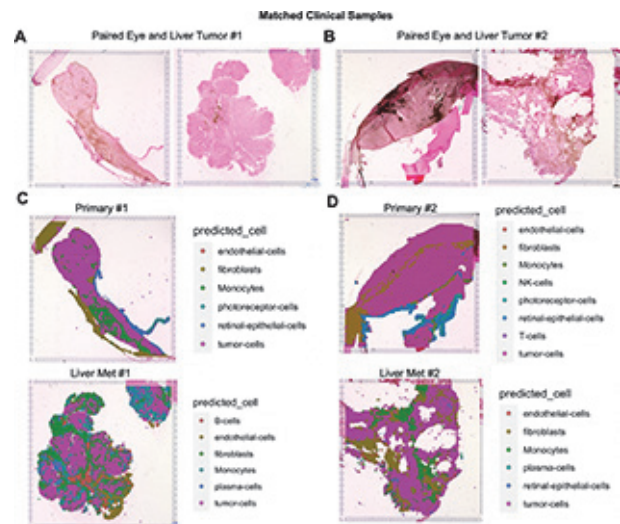 Matched Clinical Samples
A
Paired Eye and Liver Tumor #1
B
Paired Eye and Liver Tumor #2
C
Primary #1
predicted_cell
endothelial-cells
fibroblasts
Monocytes
photoreceptor-cells
retinal-epithelial-cells
tumor-cells
Liver Met #1
predicted_cell
B-cells
endothelial-cells
fibroblasts
Monocytes
plasma-cells
tumor-cells
D
Primary #2
predicted_cell
endothelial-cells
fibroblasts
Monocytes
NK-cells
photoreceptor-cells
retinal-epithelial-cells
T-cells
tumor-cells
Liver Met #2
predicted_cell
endothelial-cells
fibroblasts
Monocytes
plasma-cells
retinal-epithelial-cells
tumor-cells